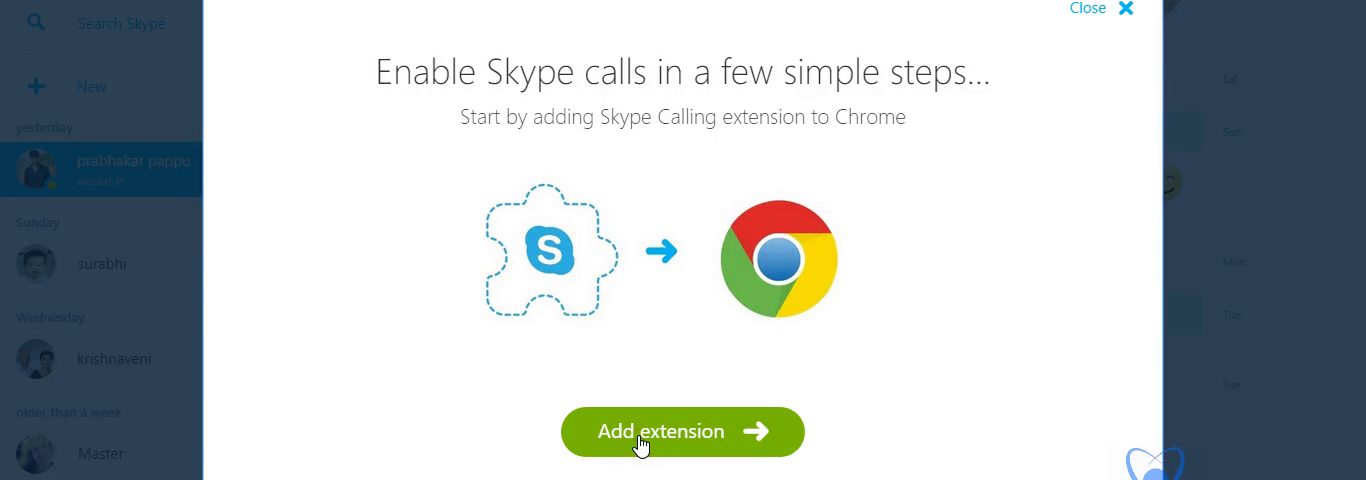 Search Skype
Close
New
Enable Skype calls in a few simple steps...
Start by adding Skype Calling extension to Chrome
yesterday
prabhakar pappu
available
Sunday
surabhi
Wednesday
krishnaveni
older than a week
Master
S
Add extension
Sat
Sun
Mon
Tue
Tue